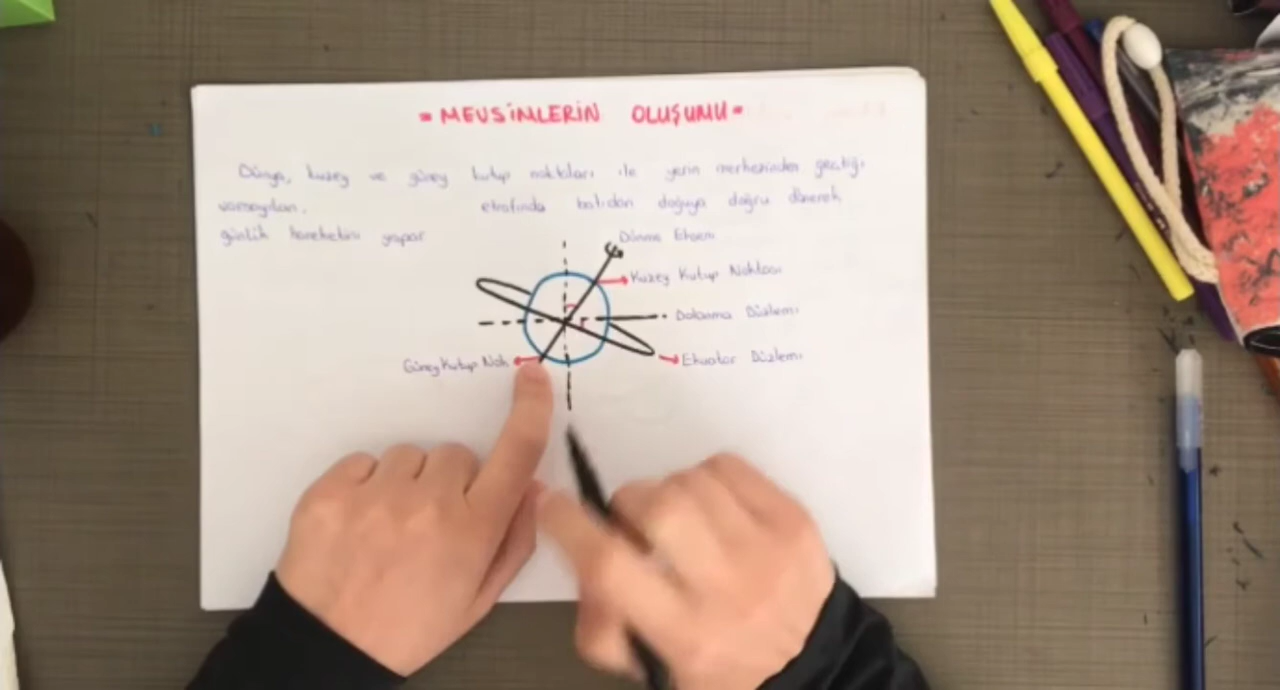 = MEVSİMLERİN OLUŞUMU =
Dünya, kuzey ve güney kutup noktaları ile yerin merkezinden geçtiği
varsayılan. etrafında batıdan doğuya doğru dönerek
günlük hareketini yapar
Dönme Ekseni
Kuzey Kutup Noktası
Dolanma Düzlemi
Güney Kutup Nok
Ekvator Düzlemi